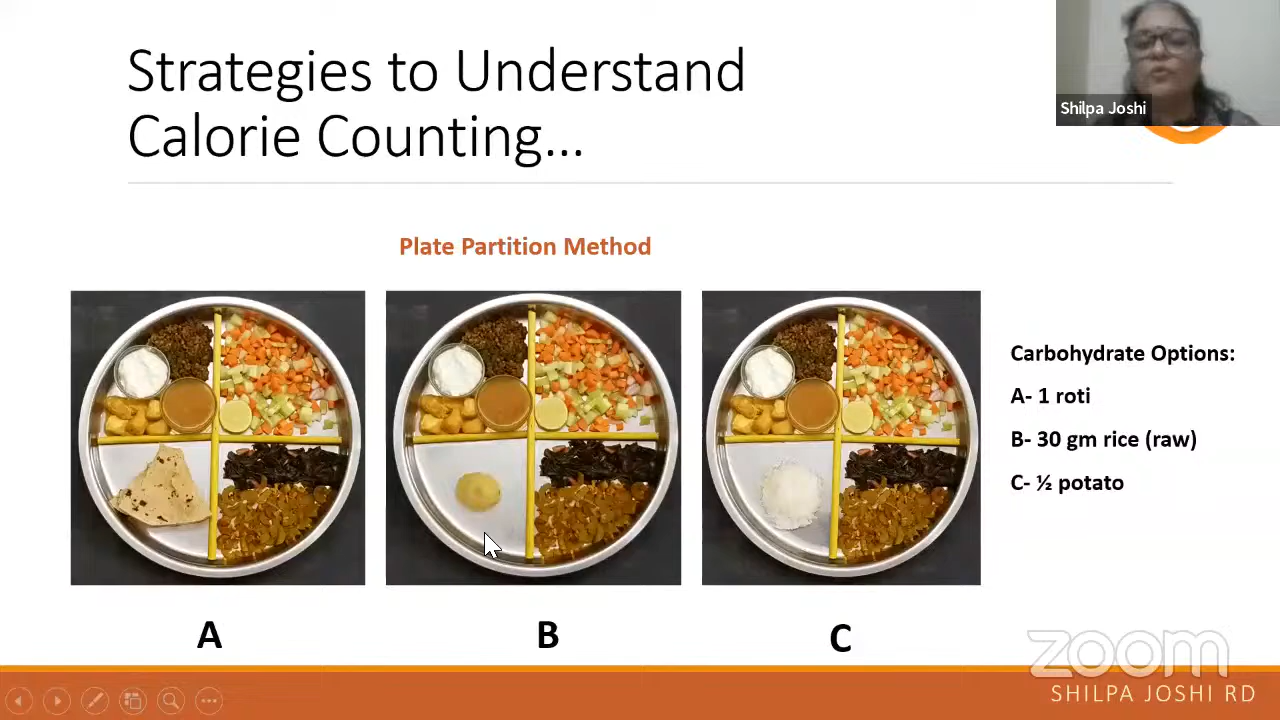 Strategies to Understand
Calorie Counting...
Shilpa Joshi
Plate Partition Method
Carbohydrate Options:
A- 1 roti
B- 30 gm rice (raw)
C- ½ potato
A
B
C
zoom
SHILPA JOSHI RD